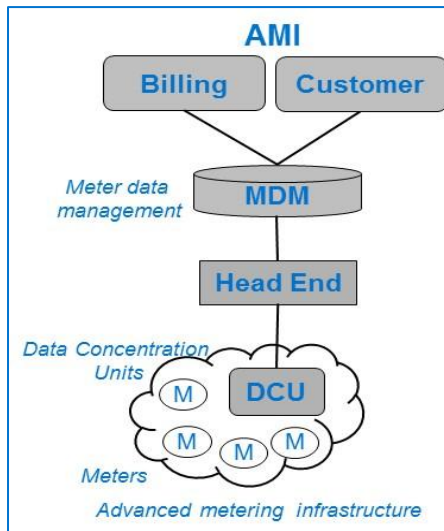 AMI
Billing
Customer
Meter data
management
MDM
Head End
Data Concentration
Units
M
DCU
M
M
M
Meters
Advanced metering infrastructure